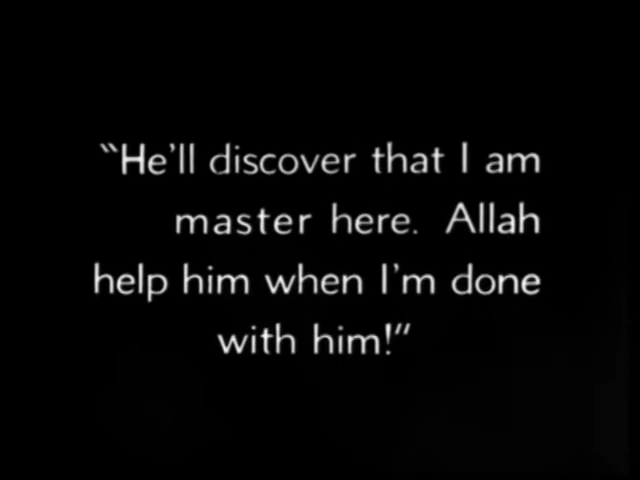 “He'll discover that I am
master here. Allah
help him when I'm done
with him!”